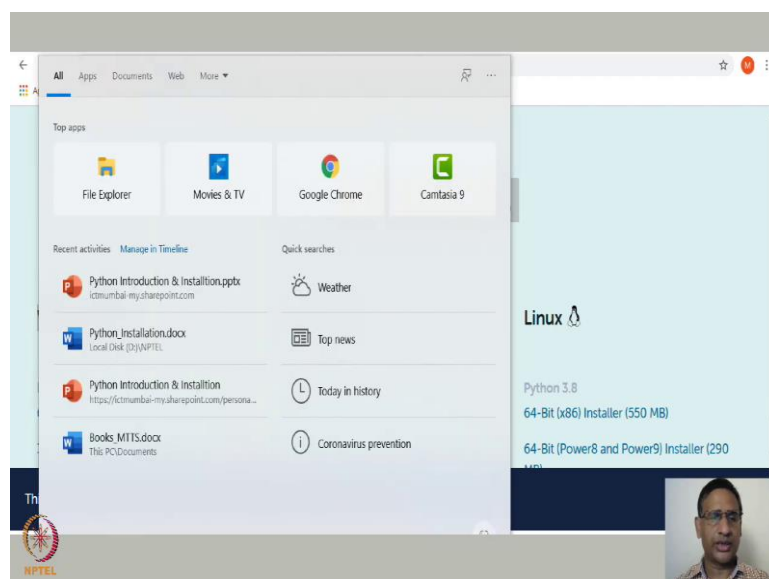 All Apps Documents Web More
Top apps
File Explorer Movies & TV Google Chrome Camtasia 9
Recent activities Manage in Timeline
Python Introduction & Installtion.pptx
ictmumbai-my.sharepoint.com
Python_Installation.docx
Local Disk (D:)\NPTEL
Python Introduction & Installtion
https://ictmumbai-my.sharepoint.com/persona...
Books_MTTS.docx
This PC\Documents
Quick searches
Weather
Top news
Today in history
Coronavirus prevention
M
Linux
Python 3.8
64-Bit (x86) Installer (550 MB)
64-Bit (Power8 and Power9) Installer (290
MB)
Th
NPTEL